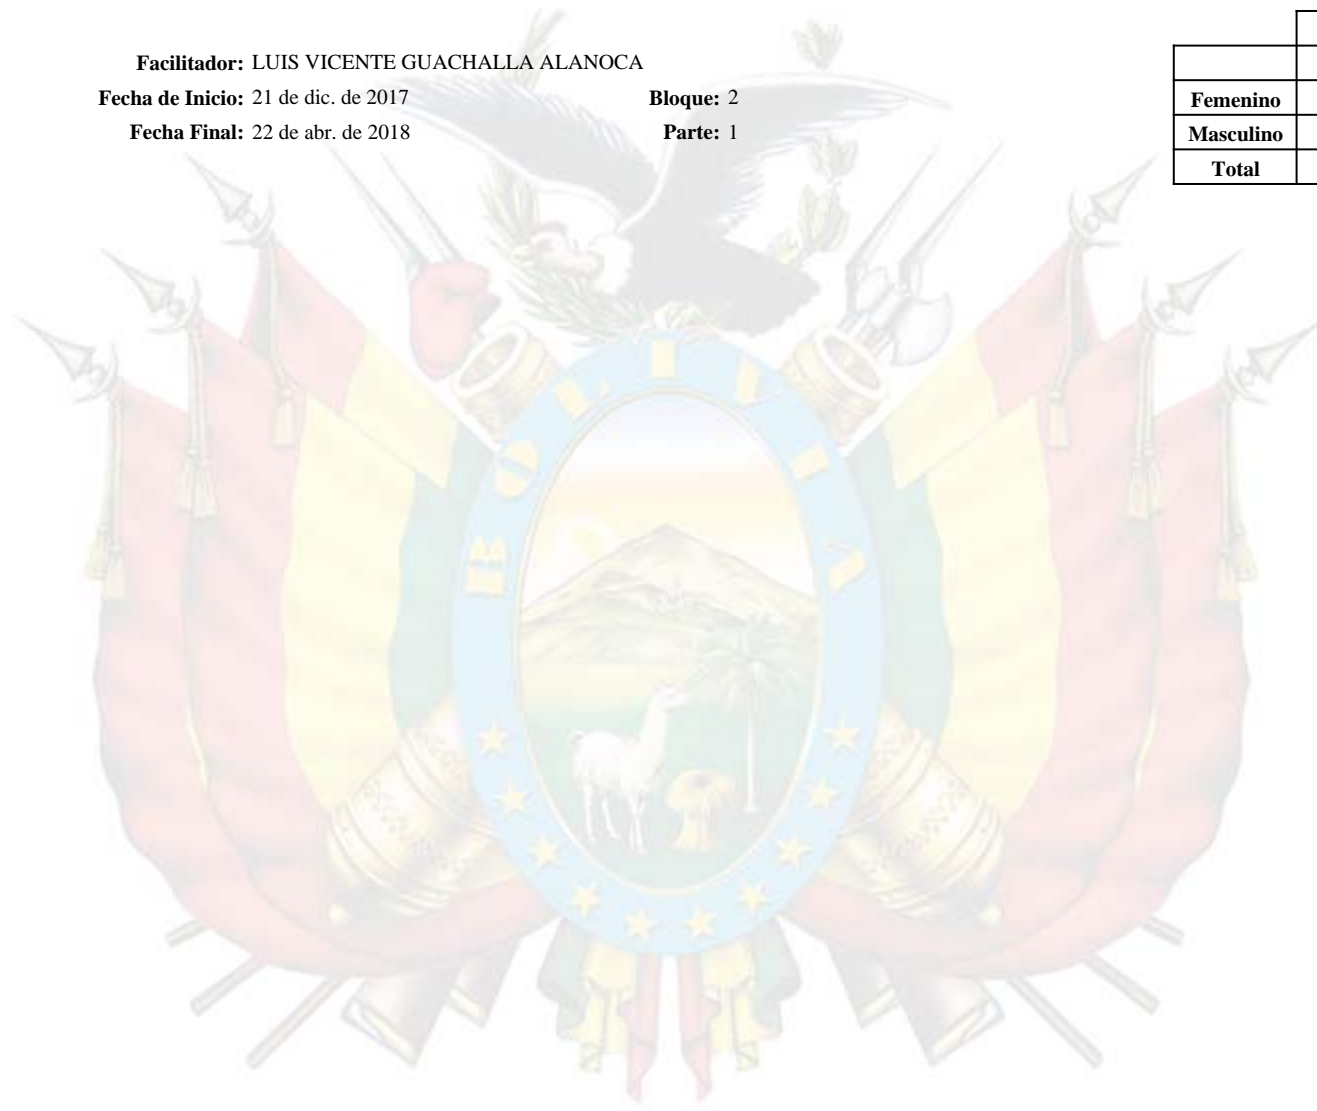 Facilitador: LUIS VICENTE GUACHALLA ALANOCA
Fecha de Inicio: 21 de dic. de 2017 Bloque: 2
Fecha Final: 22 de abr. de 2018 Parte: 1
Femenino
Masculino
Total
BOLIVIA